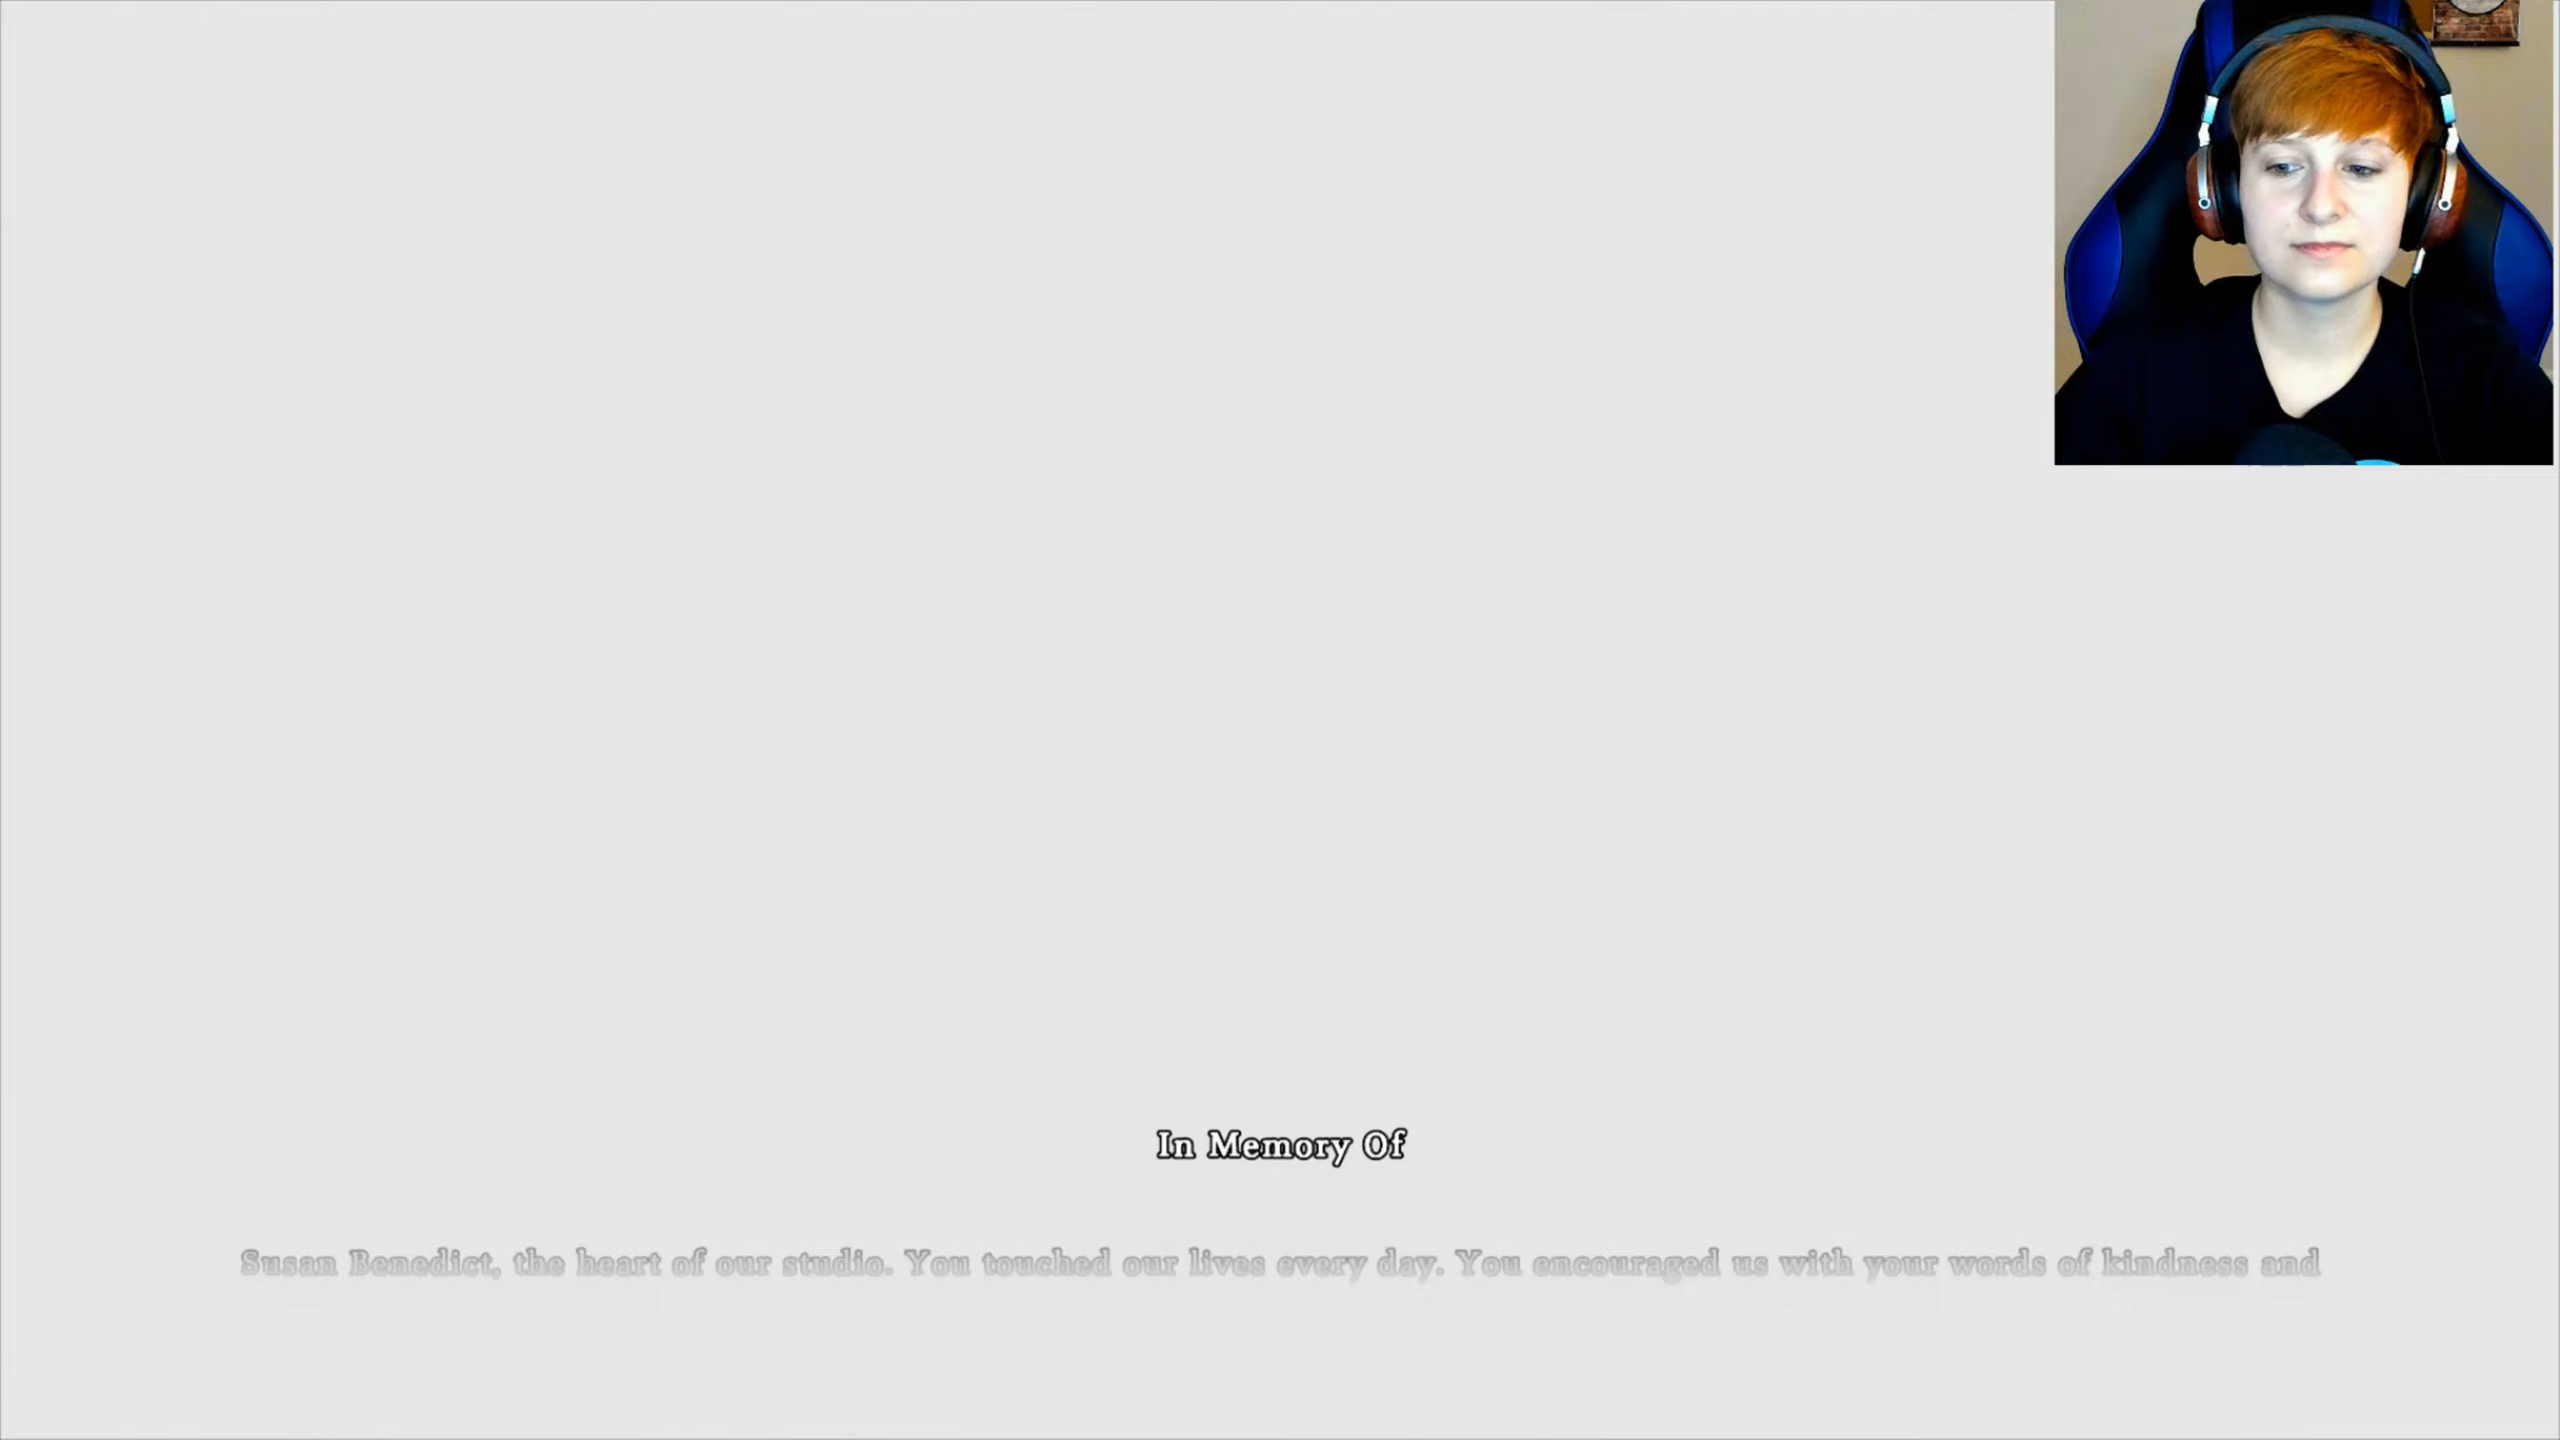 In Memory Of
Susan Benedict, the heart of our studio. You touched our lives every day. You encouraged us with your words of kindness and